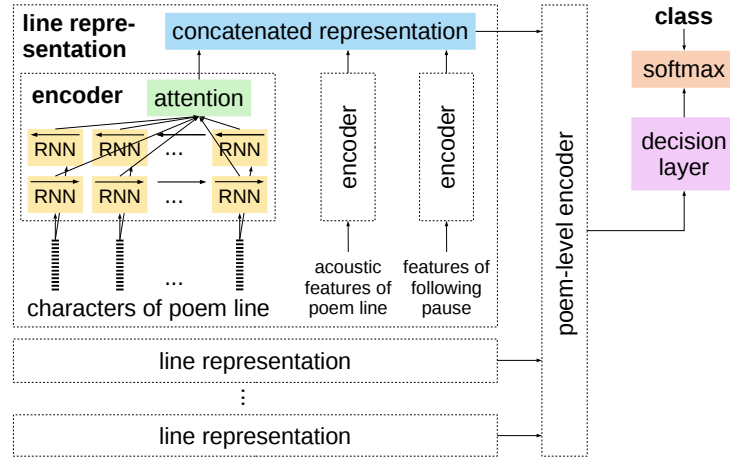 line repre-
sentation
concatenated representation
encoder
attention
RNN RNN ... RNN
RNN RNN ... RNN
...
characters of poem line
encoder
acoustic
features of
poem line
encoder
features of
following
pause
line representation
...
line representation
poem-level encoder
class
softmax
decision
layer